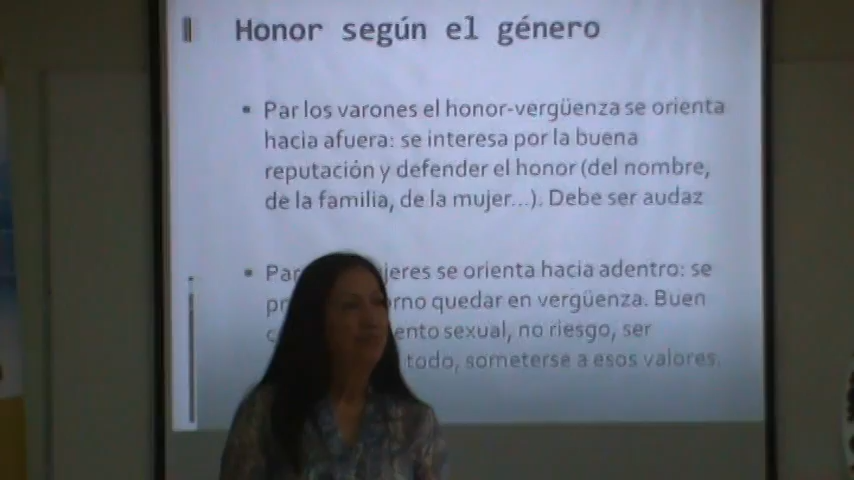 Honor según el género
• Par los varones el honor-vergüenza se orienta
hacia afuera: se interesa por la buena
reputación y defender el honor (del nombre,
de la familia, de la mujer...). Debe ser audaz
• Par jeres se orienta hacia adentro: se
pr rno quedar en vergüenza. Buen
c ento sexual, no riesgo, ser
todo, someterse a esos valores.